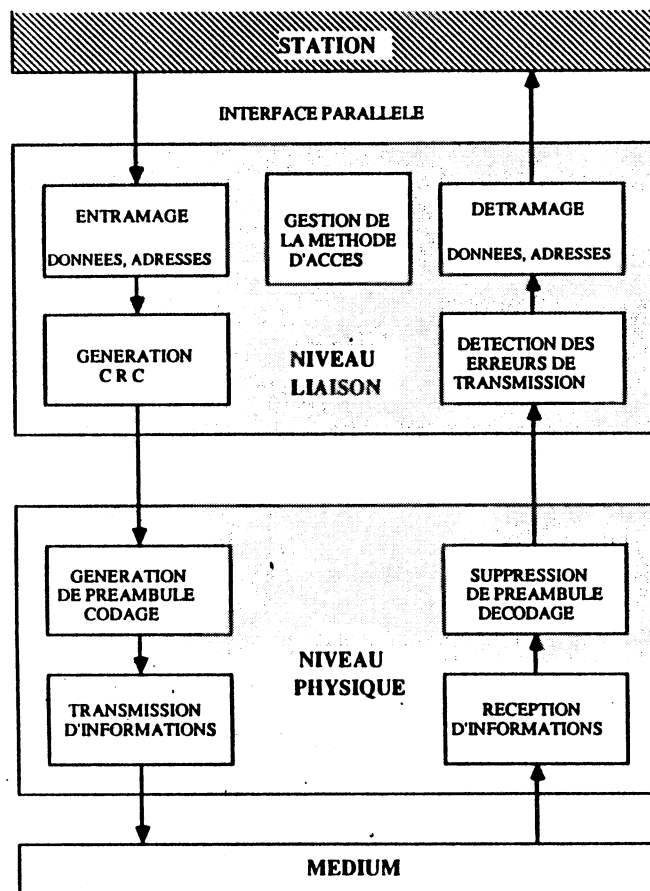 STATION
INTERFACE PARALLELE
ENTRAMAGE
DONNEES, ADRESSES
GESTION DE
LA METHODE
D'ACCES
DETRAMAGE
DONNEES, ADRESSES
GENERATION
C R C
NIVEAU
LIAISON
DETECTION DES
ERREURS DE
TRANSMISSION
GENERATION
DE PREAMBULE
CODAGE
SUPPRESSION
DE PREAMBULE
DECODAGE
NIVEAU
PHYSIQUE
TRANSMISSION
D'INFORMATIONS
RECEPTION
D'INFORMATIONS
MEDIUM